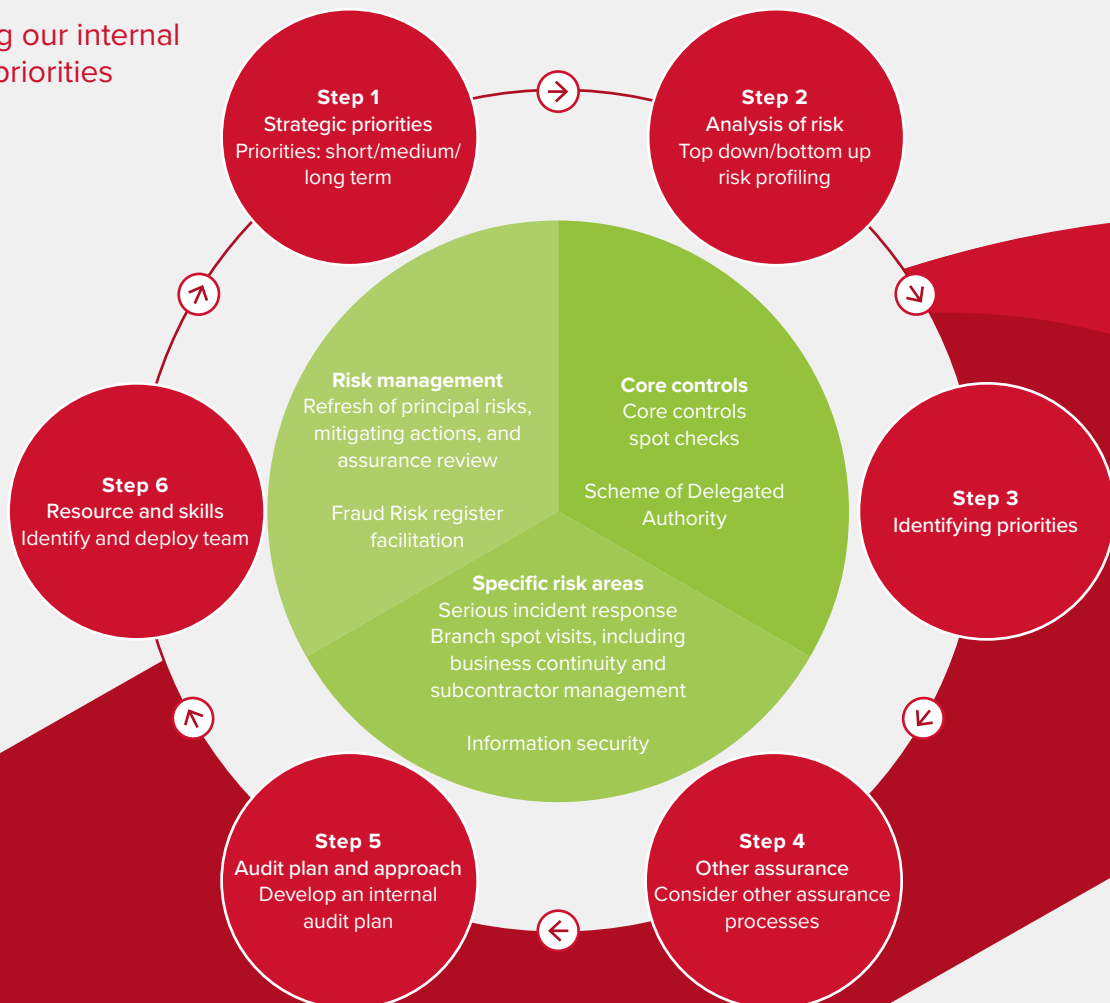 g our internal
priorities
Step 1
Strategic priorities
Priorities: short/medium/
long term
Step 2
Analysis of risk
Top down/bottom up
risk profiling
Risk management
Refresh of principal risks,
mitigating actions, and
assurance review
Fraud Risk register
facilitation
Core controls
Core controls
spot checks
Scheme of Delegated
Authority
Step 6
Resource and skills
Identify and deploy team
Step 3
Identifying priorities
Specific risk areas
Serious incident response
Branch spot visits, including
business continuity and
subcontractor management
Information security
Step 5
Audit plan and approach
Develop an internal
audit plan
Step 4
Other assurance
Consider other assurance
processes